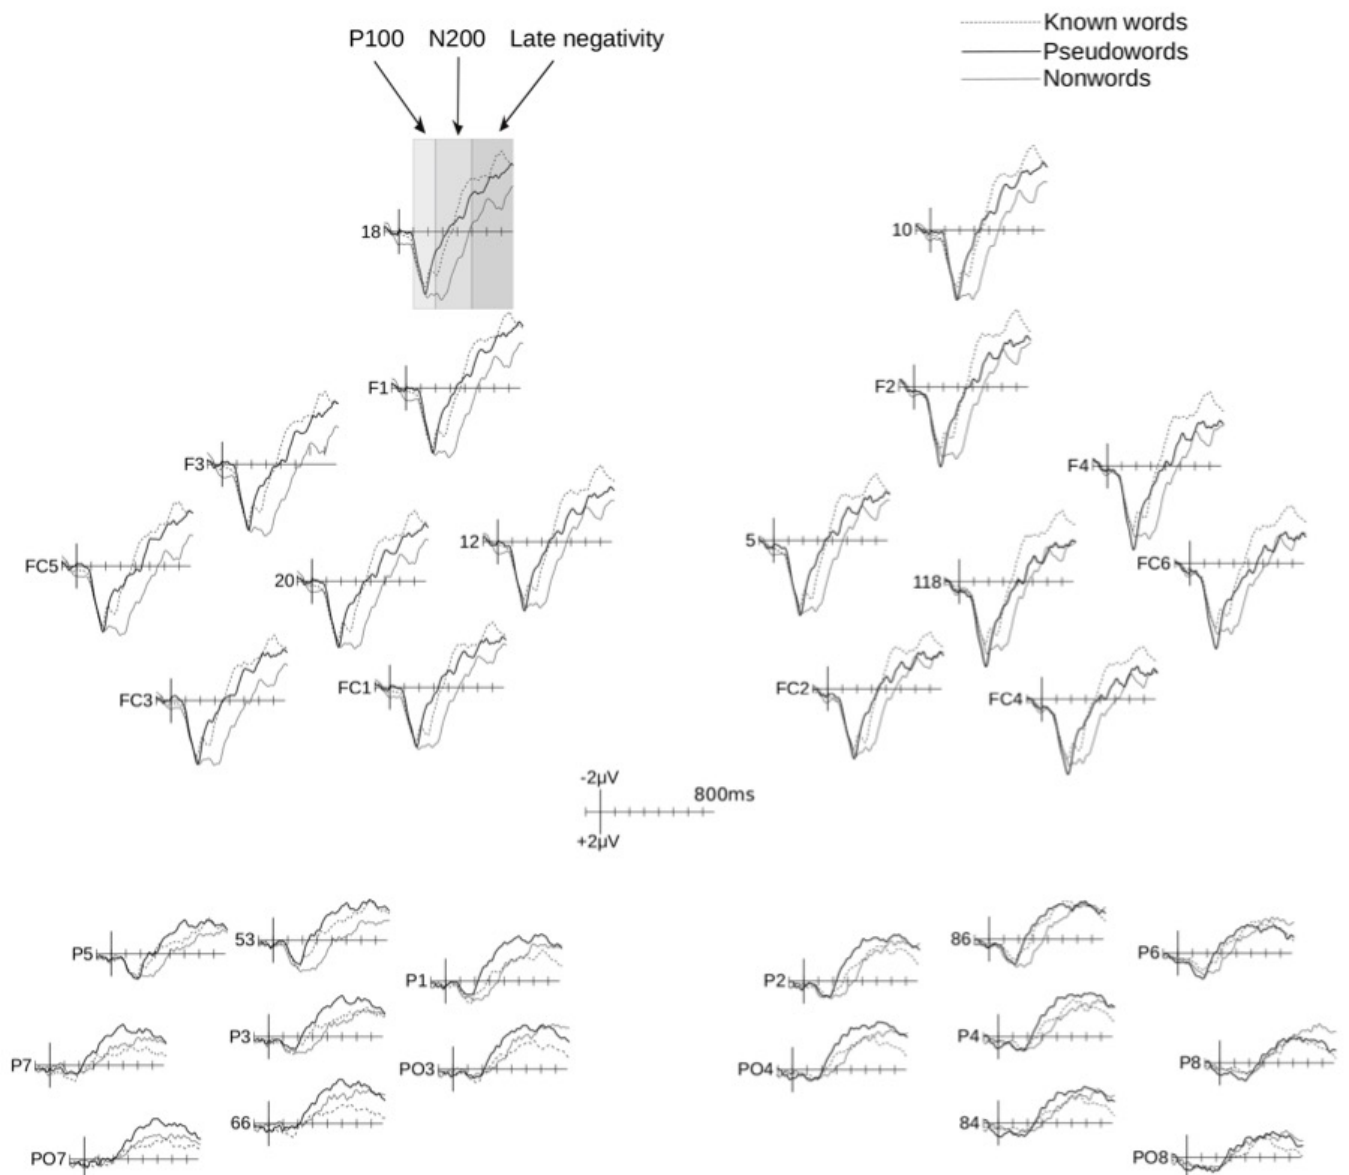 P100 N200 Late negativity
Known words
Pseudowords
Nonwords
18
10
F1
F2
F3
F4
FC5
20
12
5
118
FC6
FC3
FC1
FC2
FC4
-2µV
800ms
+2µV
P5
53
P1
P2
86
P6
P7
P3
PO3
PO4
P4
P8
PO7
66
84
PO8